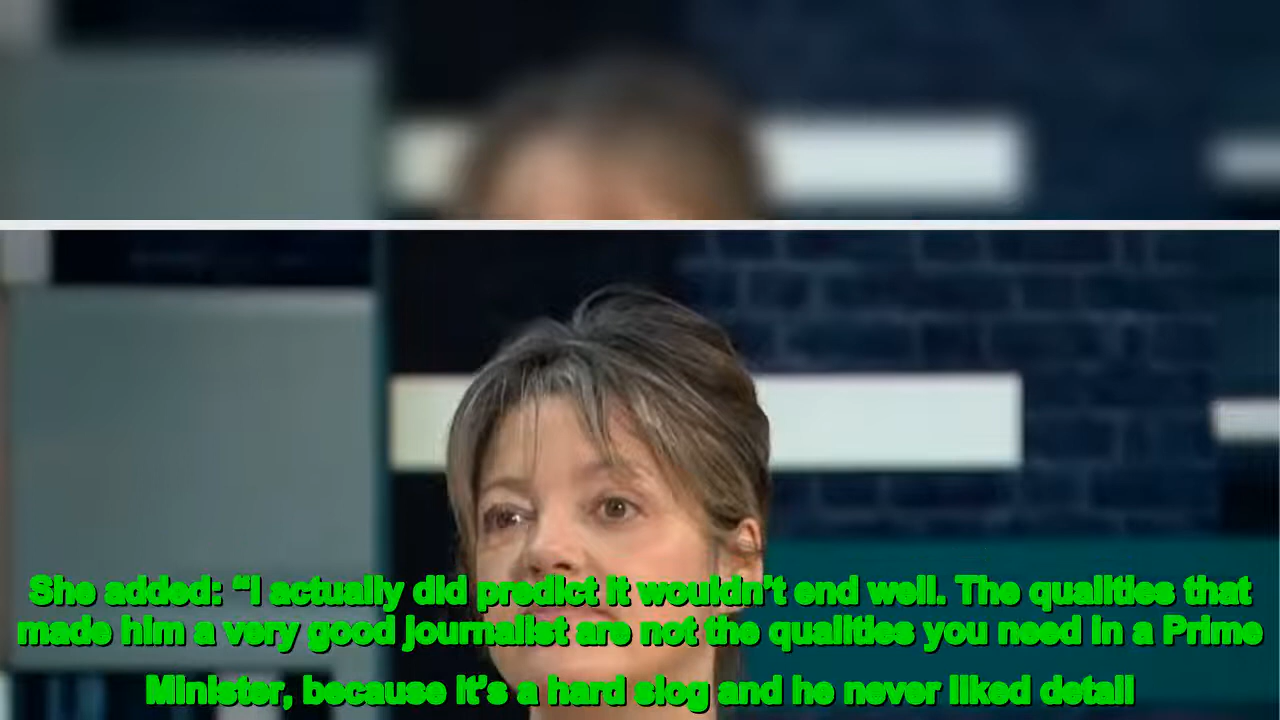 She added: “I actually did predict it wouldn’t end well. The qualities that
made him a very good journalist are not the qualities you need in a Prime
Minister, because it’s a hard slog and he never liked detail